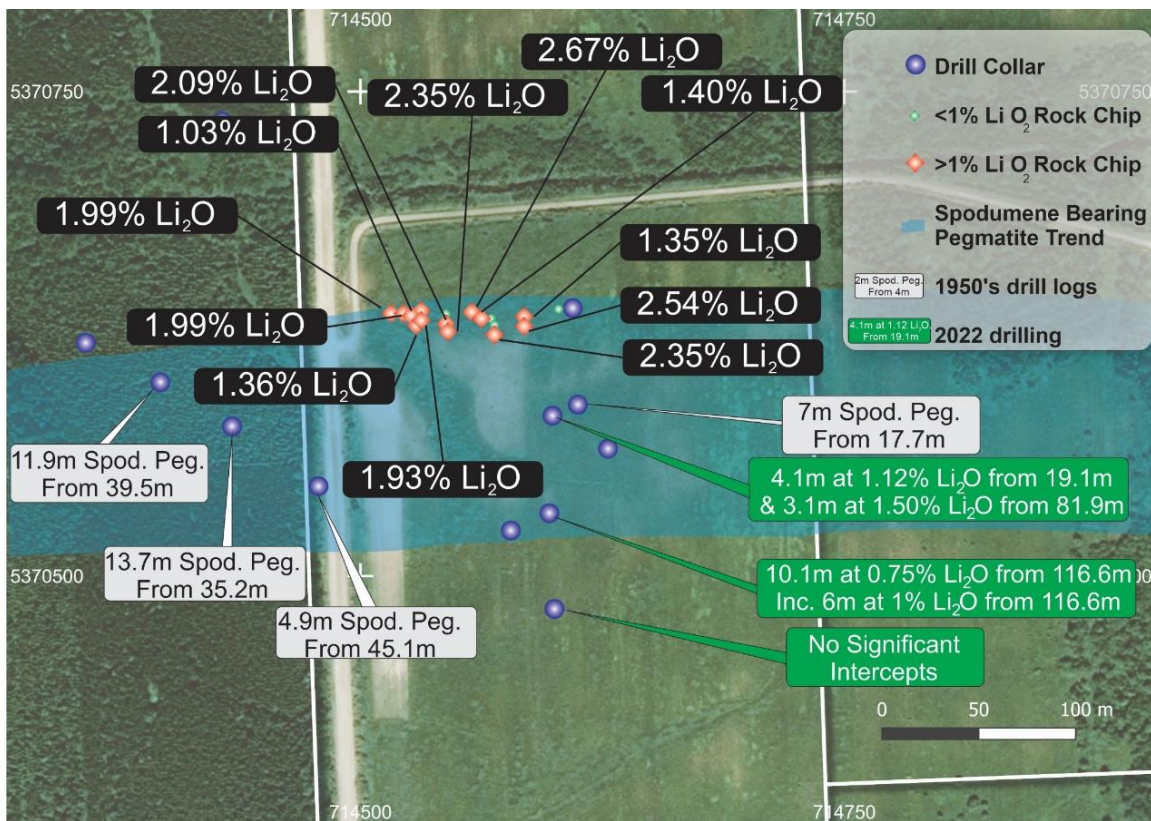 714500
714750
2.67% Li₂O
2.09% Li₂O
2.35% Li₂O
1.40% Li₂O
5370750
5370750
1.03% Li₂O
1.99% Li₂O
1.35% Li₂O
1.99% Li₂O
2.54% Li₂O
2.35% Li₂O
1.36% Li₂O
1.93% Li₂O
Drill Collar
<1% Li O₂ Rock Chip
>1% Li O₂ Rock Chip
Spodumene Bearing
Pegmatite Trend
2m Spod. Peg.
From 4m
1950's drill logs
4.1m at 1.12 Li₂O.
From 19.1m
2022 drilling
11.9m Spod. Peg.
From 39.5m
7m Spod. Peg.
From 17.7m
4.1m at 1.12% Li₂O from 19.1m
& 3.1m at 1.50% Li₂O from 81.9m
13.7m Spod. Peg.
From 35.2m
5370500
00
10.1m at 0.75% Li₂O from 116.6m
Inc. 6m at 1% Li₂O from 116.6m
4.9m Spod. Peg.
From 45.1m
No Significant
Intercepts
0
50
100 m
714500
714750